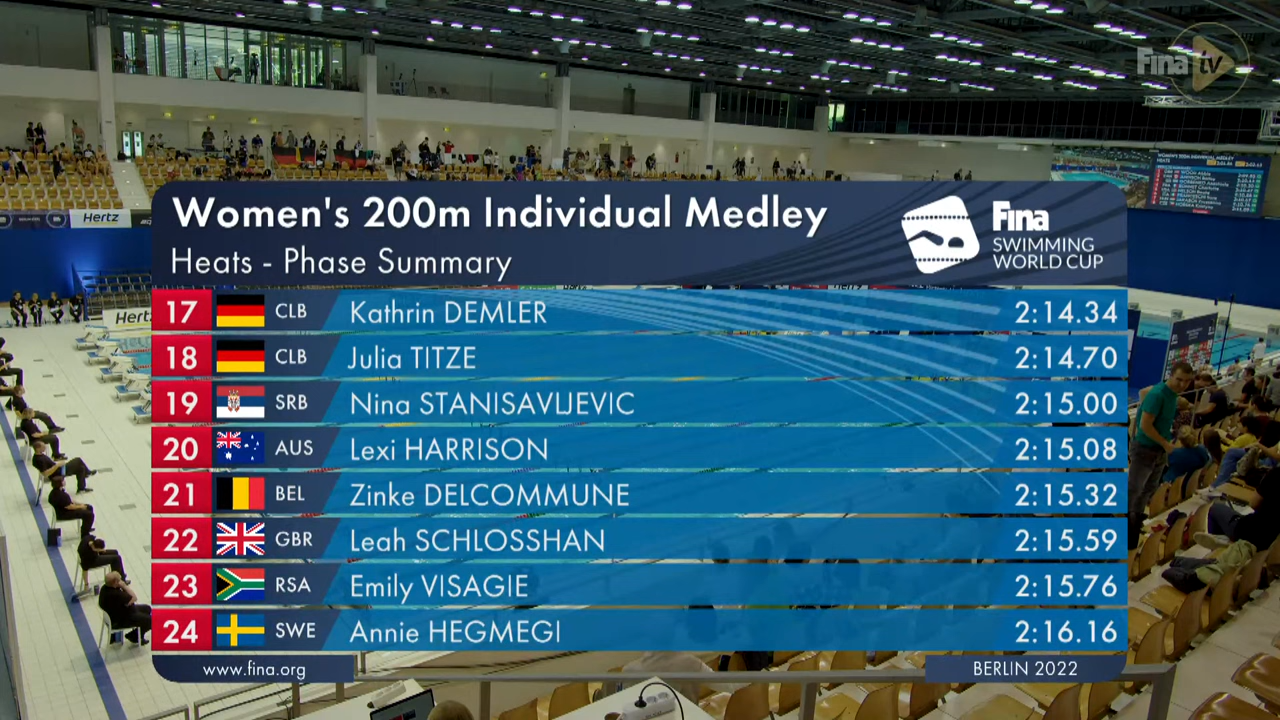 Fina tv
Hertz
Women's 200m Individual Medley
Heats - Phase Summary
Fina
SWIMMING
WORLD CUP
17 CLB Kathrin DEMLER 2:14.34
18 CLB Julia TITZE 2:14.70
19 SRB Nina STANISAVLJEVIC 2:15.00
20 AUS Lexi HARRISON 2:15.08
21 BEL Zinke DELCOMMUNE 2:15.32
22 GBR Leah SCHLOSSHAN 2:15.59
23 RSA Emily VISAGIE 2:15.76
24 SWE Annie HEGMEGI 2:16.16
www.fina.org
BERLIN 2022